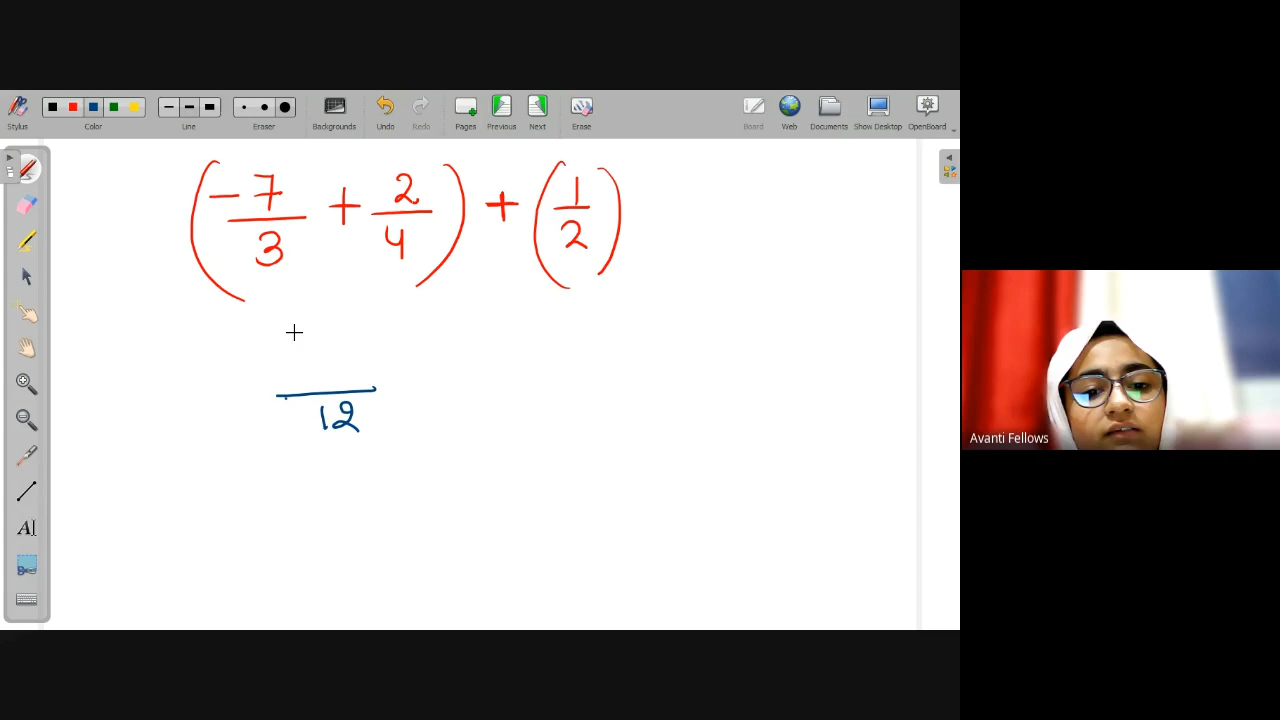 Stylus Color Line Eraser Backgrounds Undo Redo Pages Previous Next Erase Board Web Documents Show Desktop OpenBoard
(-7/3 + 2/4) + (1/2)
12
Avanti Fellows